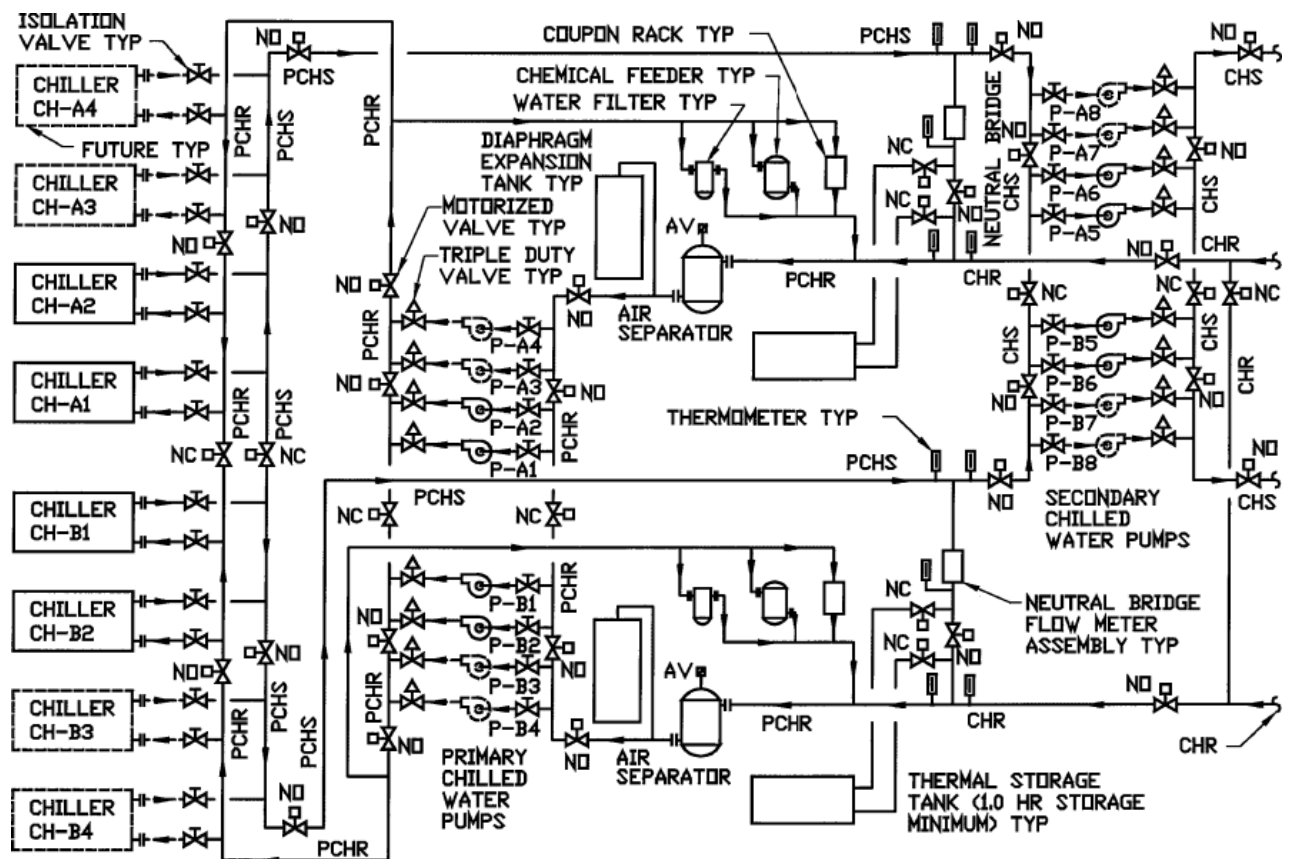 ISOLATION
VALVE TYP
NO
PCHS
COUPON RACK TYP
PCHS
NO
NO
CHS
CHILLER
CH-A4
PCHR
PCHS
PCHR
CHEMICAL FEEDER TYP
WATER FILTER TYP
NEUTRAL BRIDGE
P-A8
FUTURE TYP
DIAPHRAGM
EXPANSION
TANK TYP
NC
NO
P-A7
NO
CHILLER
CH-A3
MOTORIZED
VALVE TYP
NC
NO
CHS
P-A6
CHS
NO
NO
AV
P-A5
TRIPLE DUTY
VALVE TYP
PCHR
CHR
NO
CHR
CHILLER
CH-A2
NO
NO
AIR
SEPARATOR
NC
NC
NC
PCHR
P-A4
CHS
P-B5
CHS
CHILLER
CH-A1
PCHR
PCHS
P-A3
NO
NO
P-B6
CHR
P-A2
PCHR
THERMOMETER TYP
NO
P-B7
NO
NC
NC
P-A1
PCHS
P-B8
NO
CHILLER
CH-B1
NO
CHS
SECONDARY
CHILLED
WATER PUMPS
NC
NC
CHILLER
CH-B2
P-B1
PCHR
NC
NO
P-B2
NC
NO
NEUTRAL BRIDGE
FLOW METER
ASSEMBLY TYP
NO
NO
P-B3
NO
AV
PCHR
CHILLER
CH-B3
PCHR
PCHS
PCHS
P-B4
PCHR
CHR
NO
NO
NO
CHR
PRIMARY
CHILLED
WATER
PUMPS
AIR
SEPARATOR
CHILLER
CH-B4
NO
THERMAL STORAGE
TANK (1.0 HR STORAGE
MINIMUM) TYP
PCHR